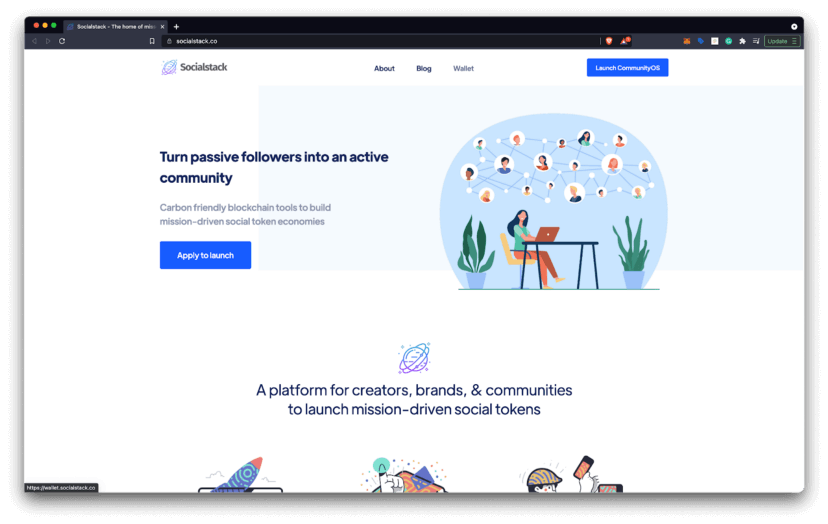 Socialstack - The home of miss
socialstack.co
Update
Socialstack
About
Blog
Wallet
Launch CommunityOS
Turn passive followers into an active
community
Carbon friendly blockchain tools to build
mission-driven social token economies
Apply to launch
A platform for creators, brands, & communities
to launch mission-driven social tokens
https://wallet.socialstack.co